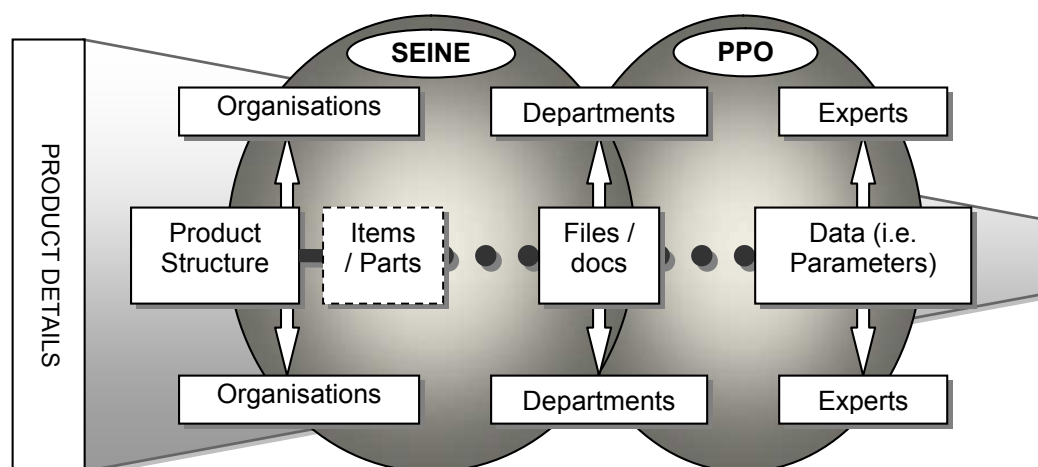 SEINE
PPO
Organisations
Departments
Experts
PRODUCT DETAILS
Product
Structure
Items
/ Parts
Files /
docs
Data (i.e.
Parameters)
Organisations
Departments
Experts